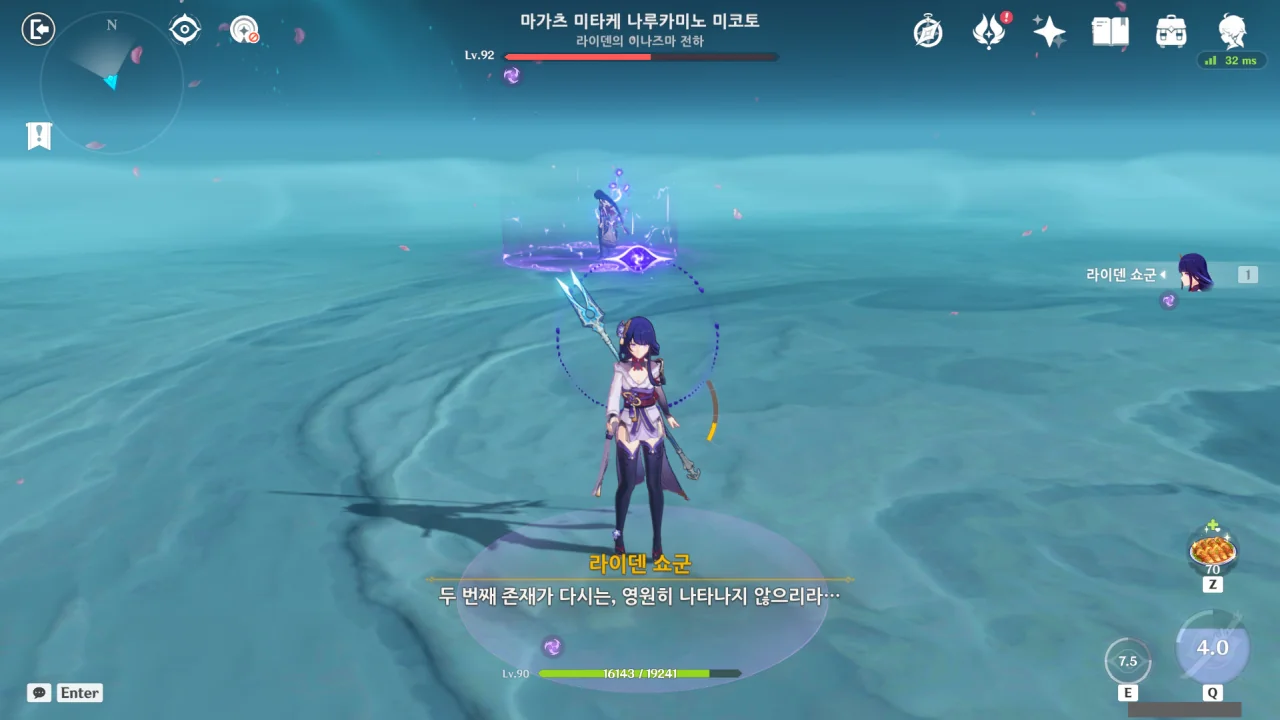 마가츠 미타케 나루카미노 미코토
라이덴의 이나즈마 전하
Lv.92
N
32 ms
라이덴 쇼군
1
라이덴 쇼군
두 번째 존재가 다시는, 영원히 나타나지 않으리라…
Lv.90
16143 / 19241
70
Z
7.5
4.0
E
Q
Enter